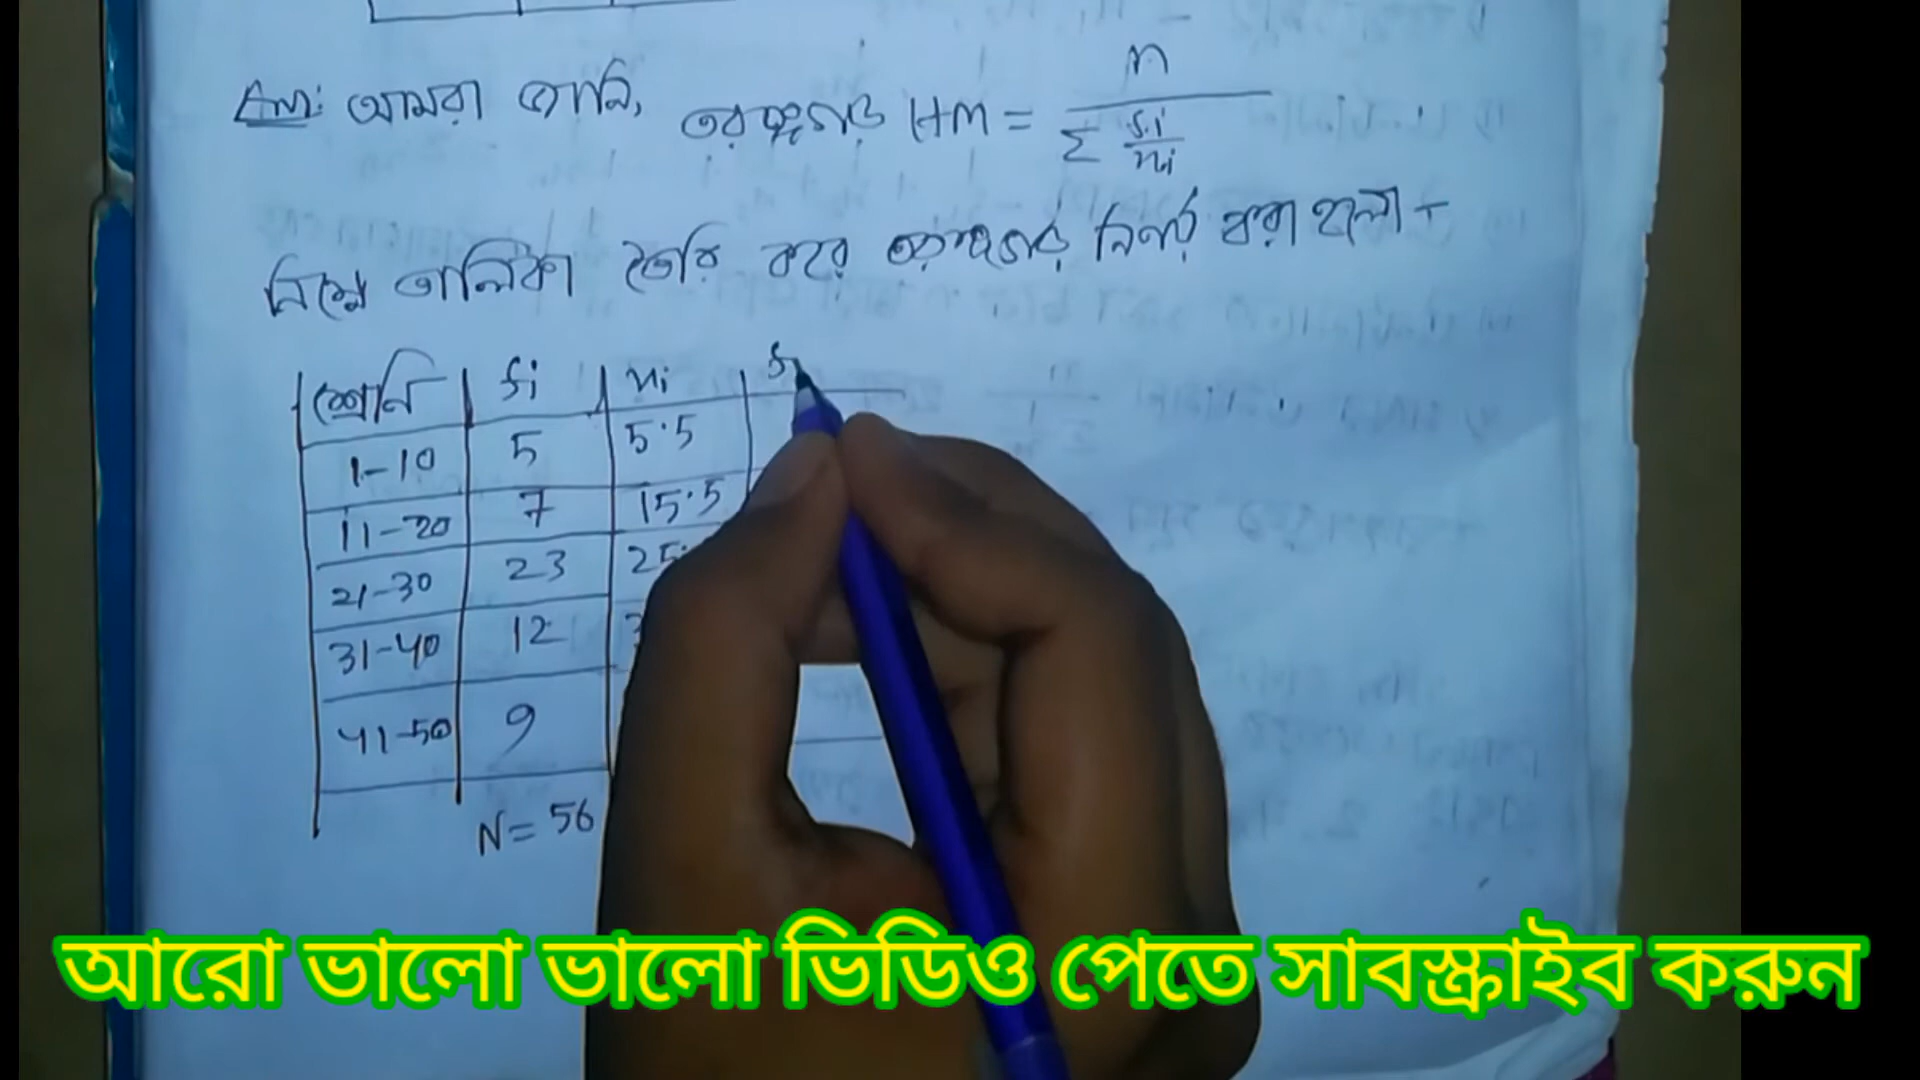 Ans: আমরা জানি, তরঙ্গগড় HM = n / Σ fi/xi
নিম্নে তালিকা তৈরি করে তরঙ্গগড় নির্ণয় করা হলো
শ্রেনি fi xi f
1-10 5 5.5
11-20 7 15.5
21-30 23 25.
31-40 12 3
41-50 9
N = 56
আরো ভালো ভালো ভিডিও পেতে সাবস্ক্রাইব করুন